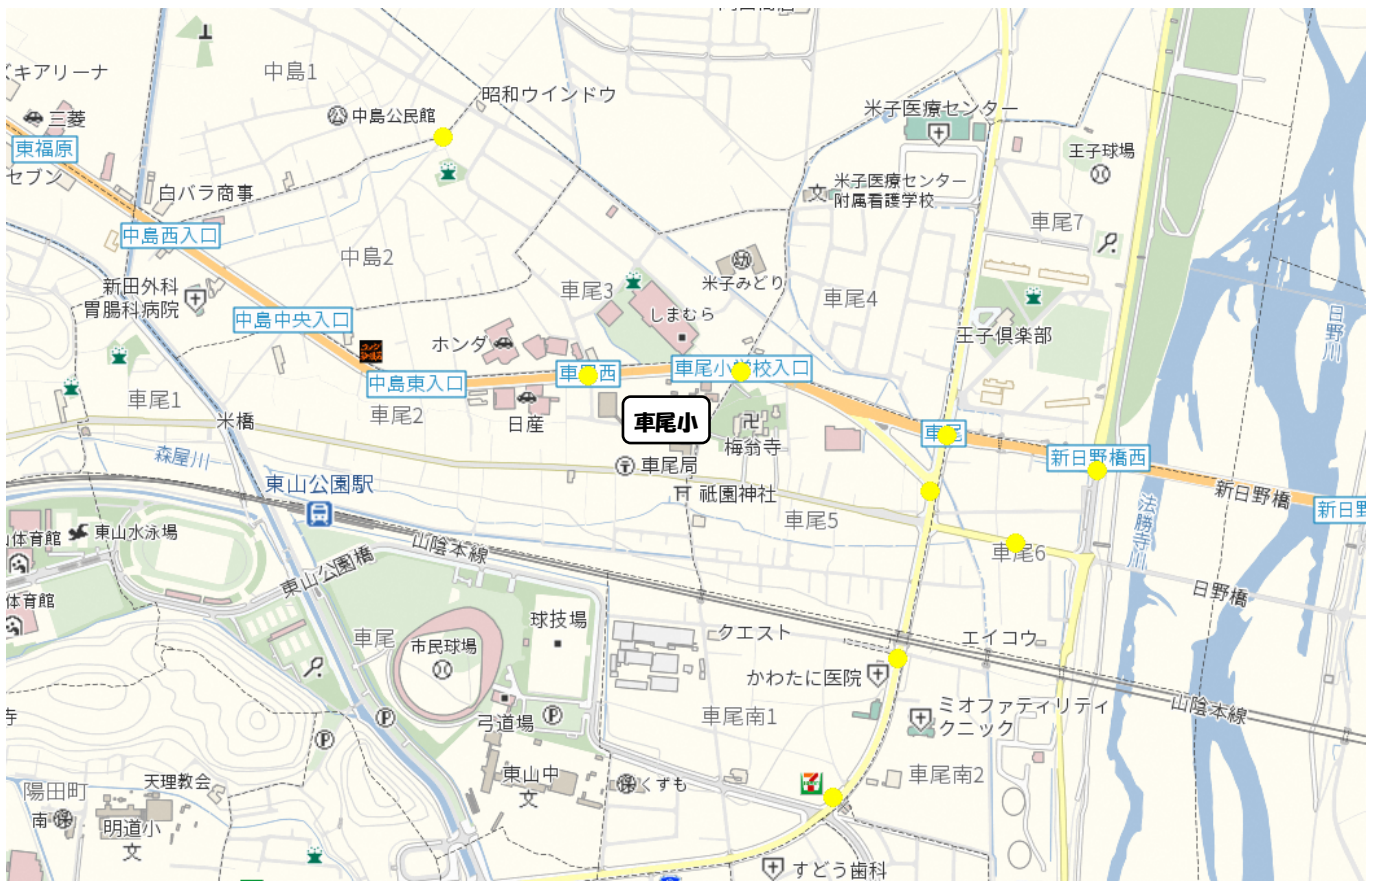 中島1
キアリーナ
三菱
中島公民館
昭和ウインドウ
米子医療センター
東福原
セブン
王子球場
白バラ商事
米子医療センター
附属看護学校
車尾7
中島西入口
中島2
新田外科
胃腸科病院
車尾3
米子みどり
車尾4
しまむら
日野川
中島中央入口
ホンダ
王子倶楽部
中島東入口
車尾西
車尾小学校入口
車尾1
車尾2
日産
車尾小
米橋
梅翁寺
車尾
新日野橋西
森屋川
車尾局
東山公園駅
祇園神社
新日野橋
新日野
法勝寺川
車尾5
体育館
東山水泳場
山陰本線
車尾6
東山公園橋
日野橋
体育館
球技場
車尾
市民球場
クエスト
エイコウ
かわたに医院
山陰本線
寺
弓道場
車尾南1
ミオファティリティ
クニック
東山中
文
天理教会
くずも
車尾南2
陽田町
南
明道小
文
すどう歯科